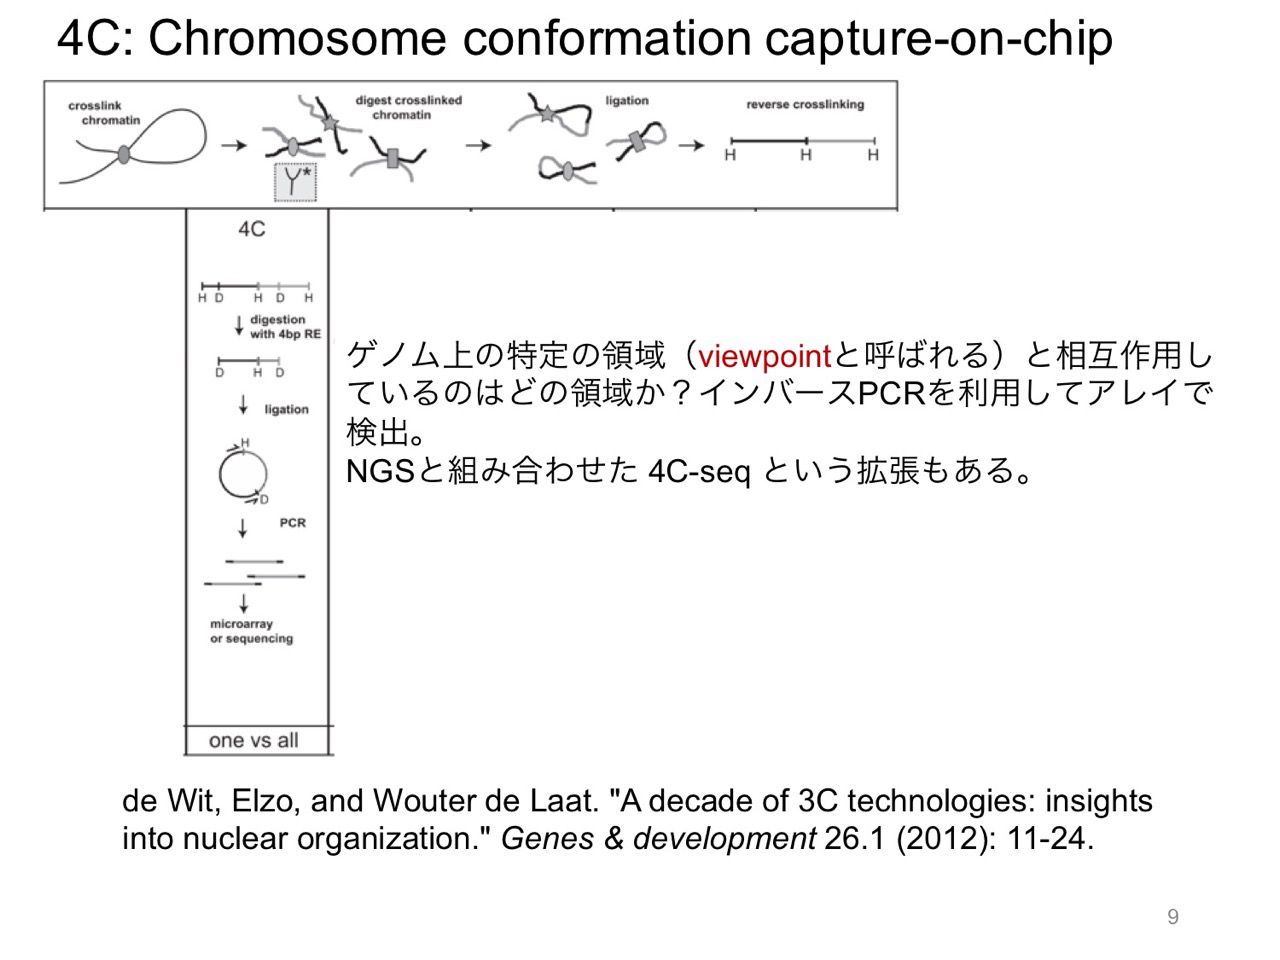 4C: Chromosome conformation capture-on-chip
crosslink
chromatin
digest crosslinked
chromatin
ligation
reverse crosslinking
Y*
H H H
4C
H D H D H
digestion
with 4bp RE
D H D
ligation
H
D
PCR
microarray
or sequencing
one vs all
ゲノム上の特定の領域（viewpointと呼ばれる）と相互作用し
ているのはどの領域か？インバースPCRを利用してアレイで
検出。
NGSと組み合わせた 4C-seq という拡張もある。
de Wit, Elzo, and Wouter de Laat. "A decade of 3C technologies: insights
into nuclear organization." Genes & development 26.1 (2012): 11-24.
9